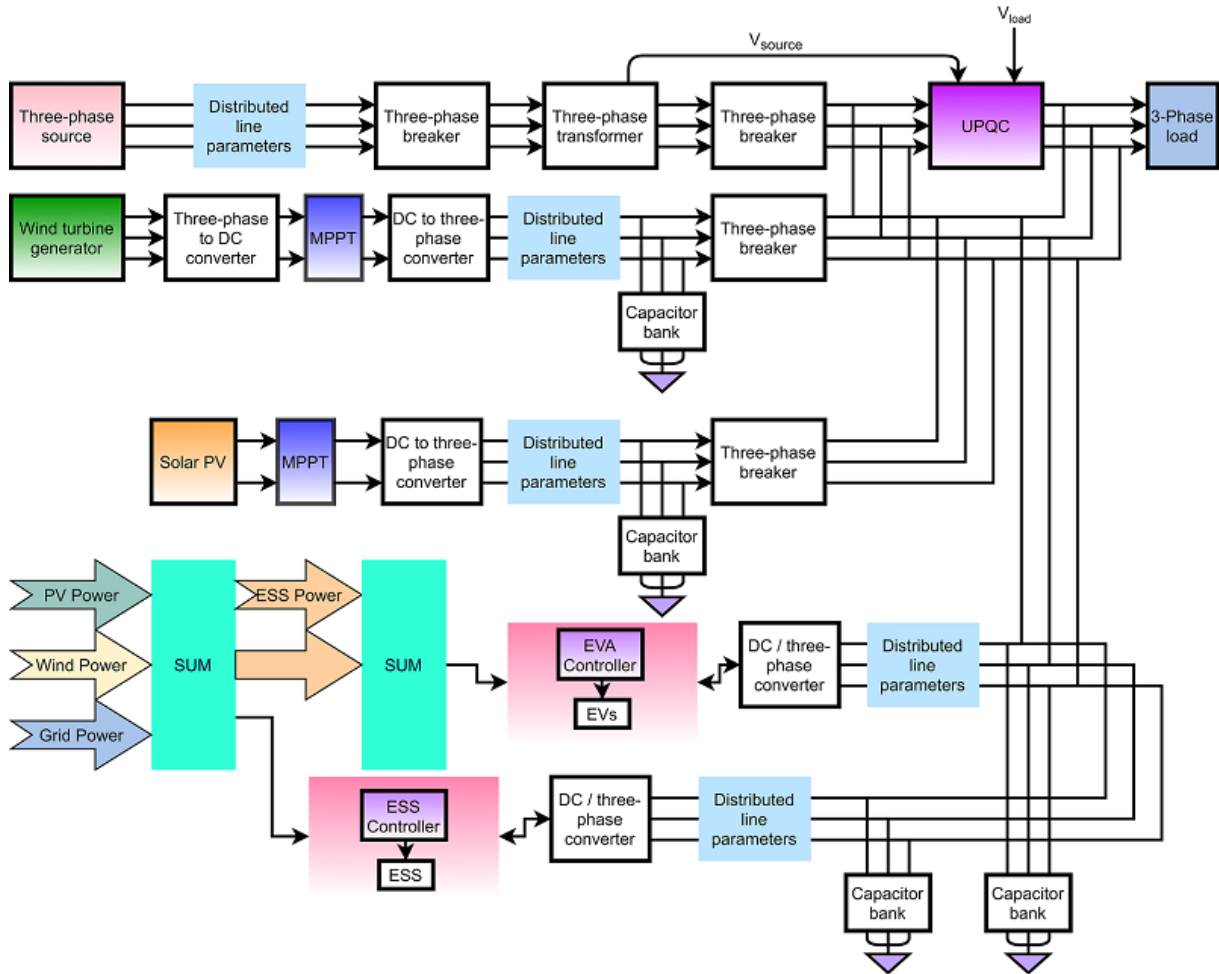 V_load
V_source
Three-phase
source
Distributed
line
parameters
Three-phase
breaker
Three-phase
transformer
Three-phase
breaker
UPQC
3-Phase
load
Wind turbine
generator
Three-phase
to DC
converter
MPPT
DC to three-
phase
converter
Distributed
line
parameters
Three-phase
breaker
Capacitor
bank
Solar PV
MPPT
DC to three-
phase
converter
Distributed
line
parameters
Three-phase
breaker
Capacitor
bank
PV Power
Wind Power
Grid Power
SUM
ESS Power
SUM
EVA
Controller
EVs
DC / three-
phase
converter
Distributed
line
parameters
ESS
Controller
ESS
DC / three-
phase
converter
Distributed
line
parameters
Capacitor
bank
Capacitor
bank